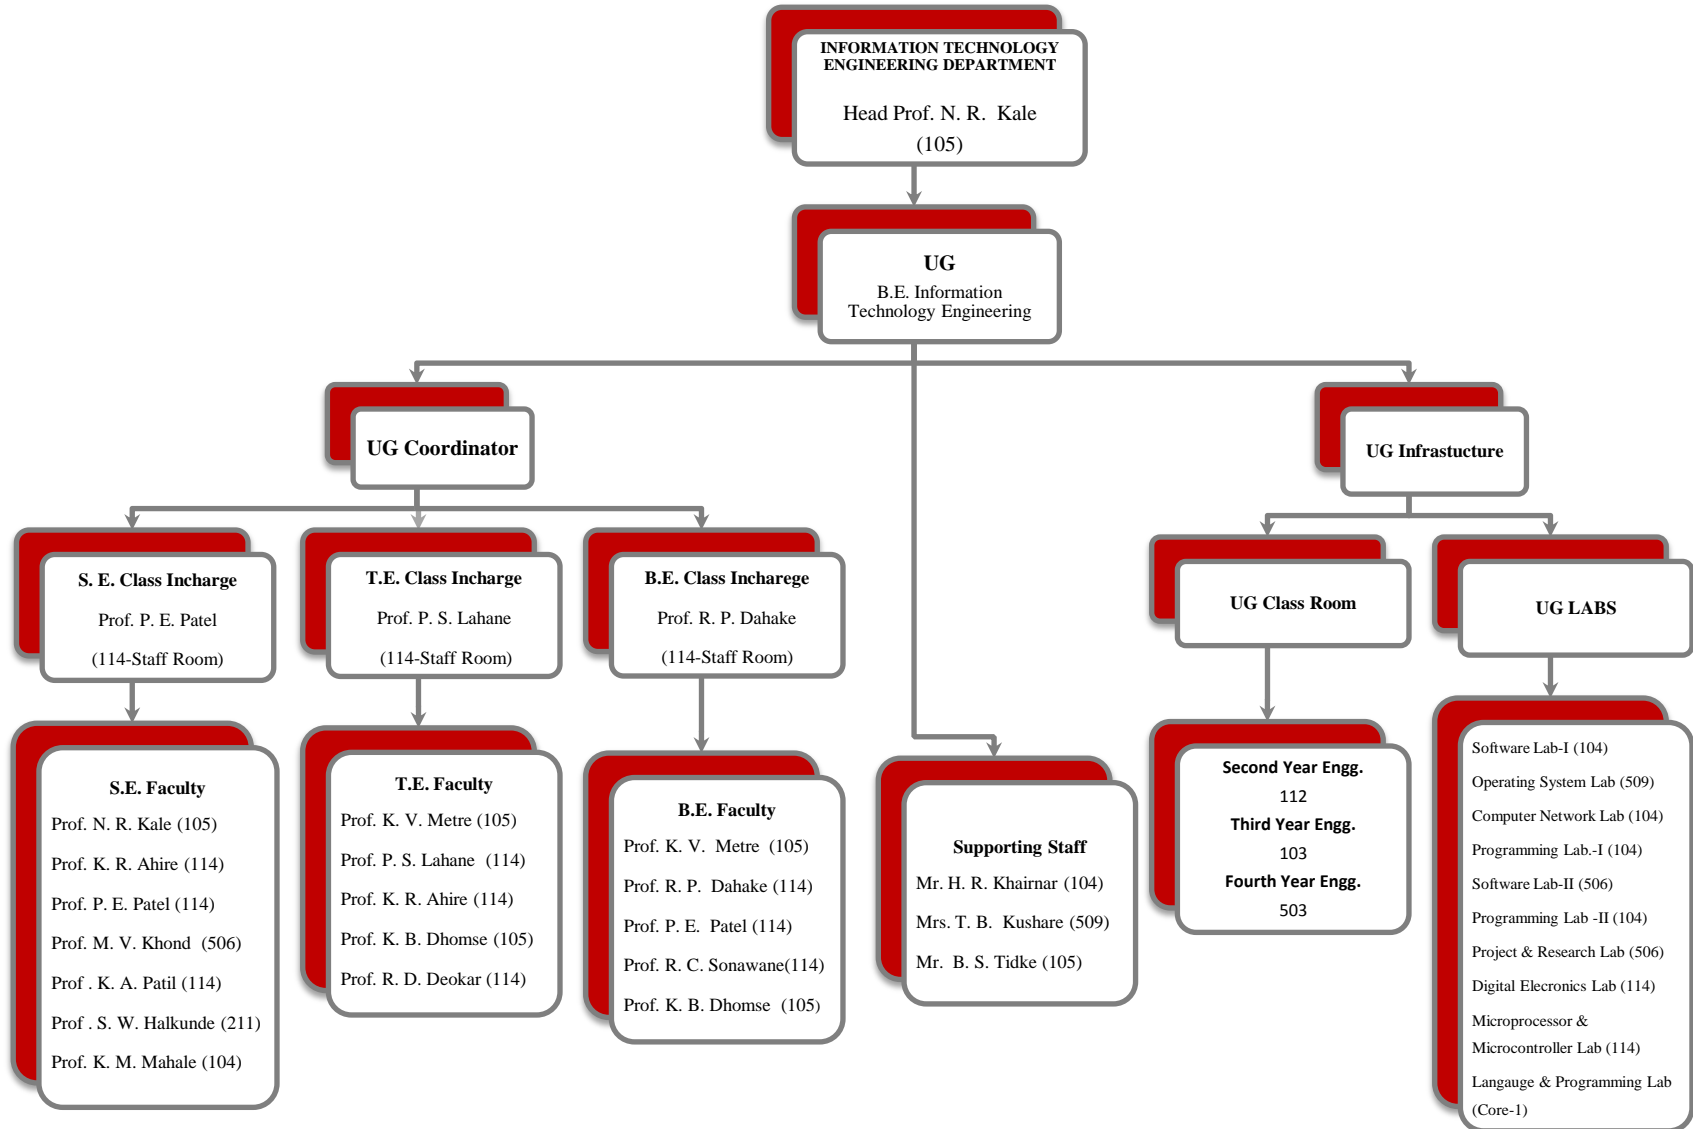 INFORMATION TECHNOLOGY
ENGINEERING DEPARTMENT
Head Prof. N. R. Kale
(105)
UG
B.E. Information
Technology Engineering
UG Coordinator
UG Infrastucture
S. E. Class Incharge
Prof. P. E. Patel
(114-Staff Room)
T.E. Class Incharge
Prof. P. S. Lahane
(114-Staff Room)
B.E. Class Incharege
Prof. R. P. Dahake
(114-Staff Room)
UG Class Room
UG LABS
S.E. Faculty
Prof. N. R. Kale (105)
Prof. K. R. Ahire (114)
Prof. P. E. Patel (114)
Prof. M. V. Khond (506)
Prof . K. A. Patil (114)
Prof . S. W. Halkunde (211)
Prof. K. M. Mahale (104)
T.E. Faculty
Prof. K. V. Metre (105)
Prof. P. S. Lahane (114)
Prof. K. R. Ahire (114)
Prof. K. B. Dhomse (105)
Prof. R. D. Deokar (114)
B.E. Faculty
Prof. K. V. Metre (105)
Prof. R. P. Dahake (114)
Prof. P. E. Patel (114)
Prof. R. C. Sonawane(114)
Prof. K. B. Dhomse (105)
Supporting Staff
Mr. H. R. Khairnar (104)
Mrs. T. B. Kushare (509)
Mr. B. S. Tidke (105)
Second Year Engg.
112
Third Year Engg.
103
Fourth Year Engg.
503
Software Lab-I (104)
Operating System Lab (509)
Computer Network Lab (104)
Programming Lab.-I (104)
Software Lab-II (506)
Programming Lab -II (104)
Project & Research Lab (506)
Digital Elecronics Lab (114)
Microprocessor &
Microcontroller Lab (114)
Langauge & Programming Lab
(Core-1)